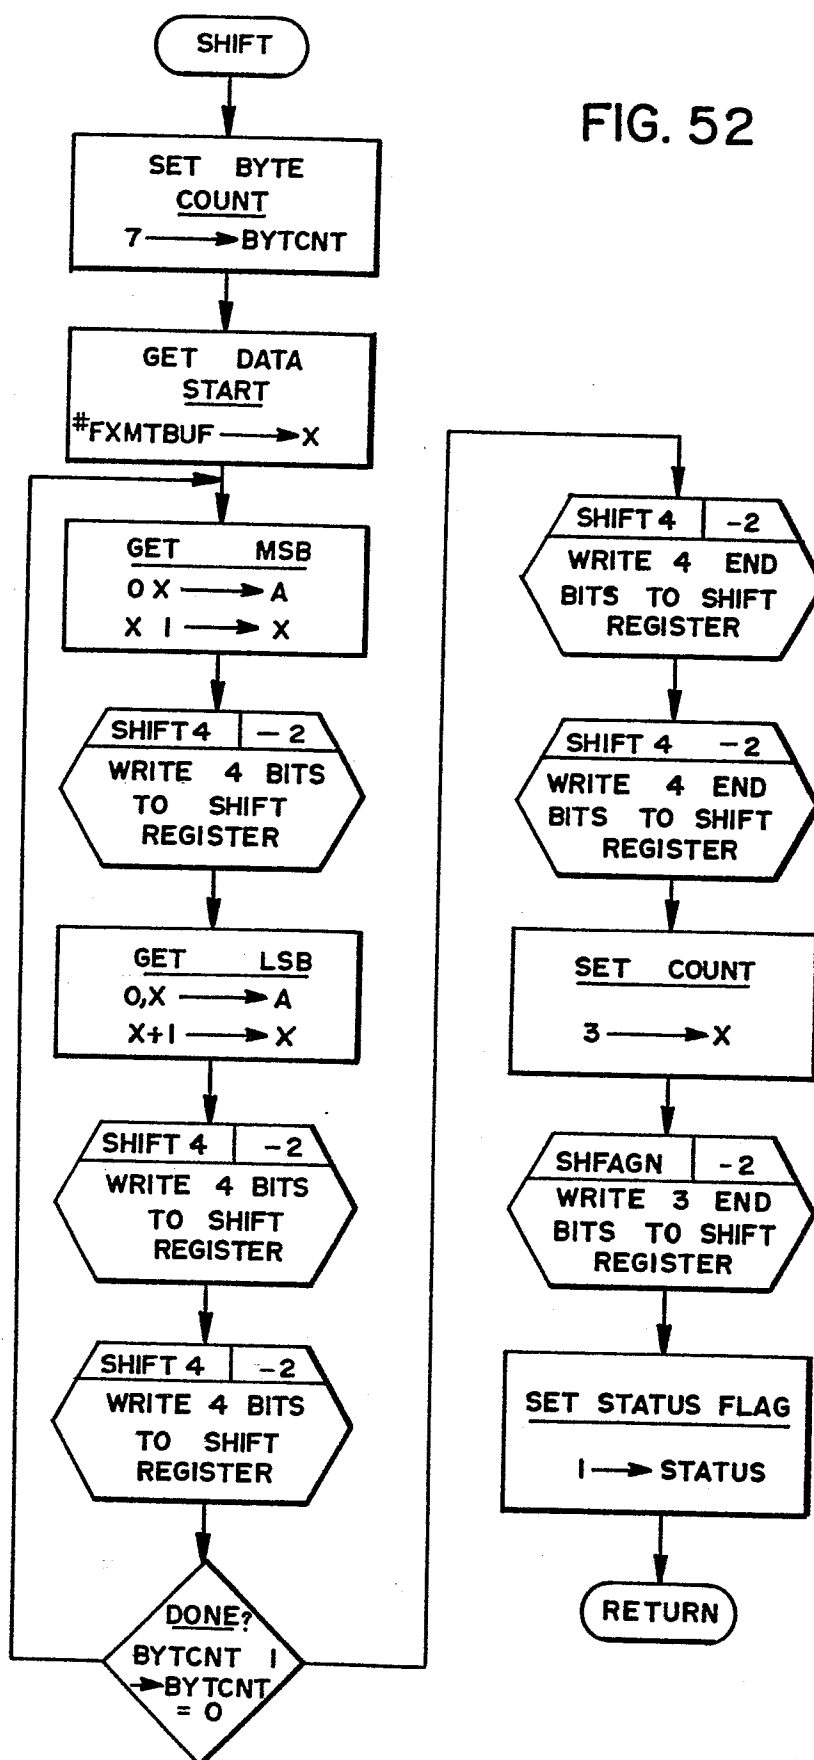 SHIFT
FIG. 52
SET BYTE
COUNT
7 → BYTCNT
GET DATA
START
#FXMTBUF → X
GET MSB
0 X → A
X 1 → X
SHIFT 4 -2
WRITE 4 BITS
TO SHIFT
REGISTER
GET LSB
0,X → A
X+1 → X
SHIFT 4 -2
WRITE 4 BITS
TO SHIFT
REGISTER
SHIFT 4 -2
WRITE 4 BITS
TO SHIFT
REGISTER
DONE?
BYTCNT 1
→ BYTCNT
= 0
SHIFT 4 -2
WRITE 4 END
BITS TO SHIFT
REGISTER
SHIFT 4 -2
WRITE 4 END
BITS TO SHIFT
REGISTER
SET COUNT
3 → X
SHFAGN -2
WRITE 3 END
BITS TO SHIFT
REGISTER
SET STATUS FLAG
1 → STATUS
RETURN